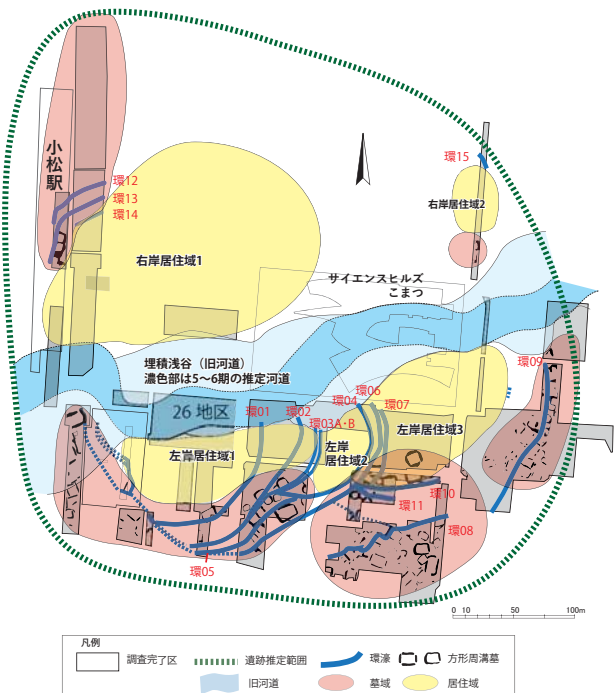 小松駅
環12
環13
環14
環15
右岸居住域2
右岸居住域1
サイエンスヒルズ
こまつ
埋積浅谷（旧河道）
濃色部は5～6期の推定河道
26 地区
環01
環02
環03A・B
環04
環06
環07
環09
左岸居住域1
左岸
居住域2
左岸居住域3
環10
環11
環08
環05
0 10 50 100m
凡例
調査完了区
遺跡推定範囲
環濠
方形周溝墓
旧河道
墓域
居住域